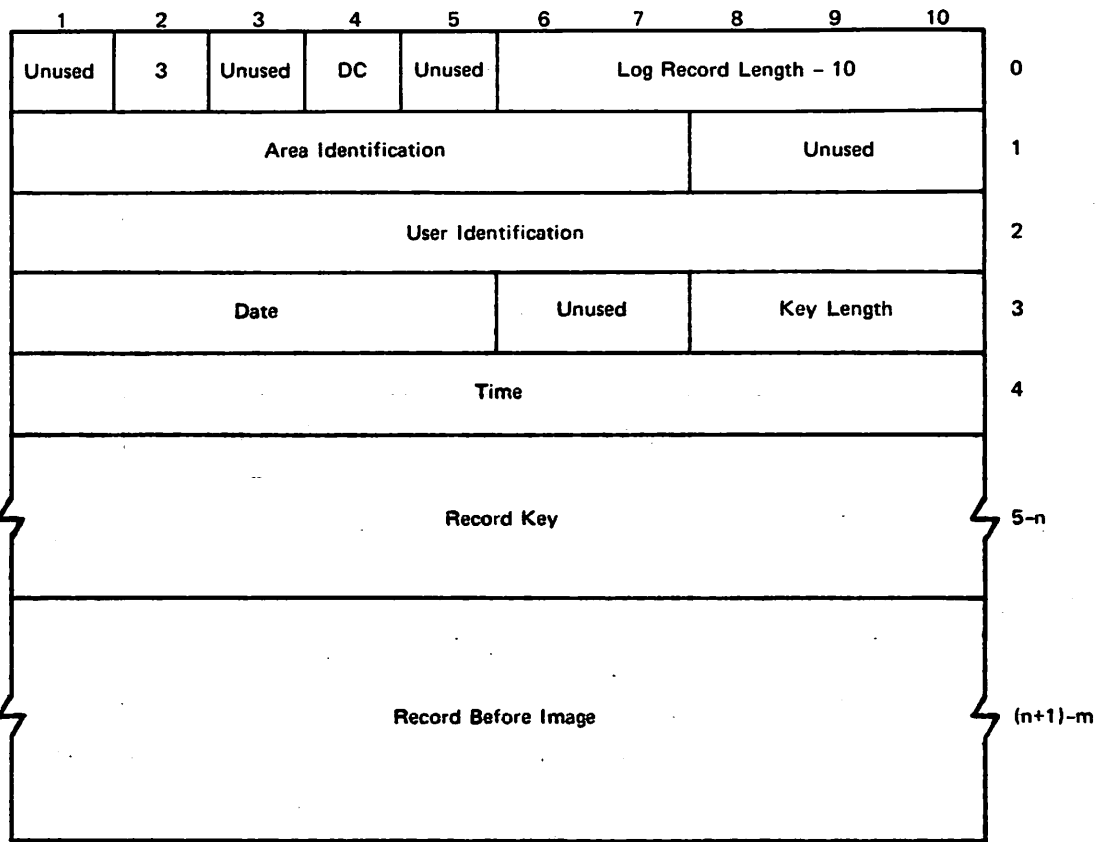 1 2 3 4 5 6 7 8 9 10
Unused 3 Unused DC Unused Log Record Length – 10 0
Area Identification Unused 1
User Identification 2
Date Unused Key Length 3
Time 4
Record Key 5-n
Record Before Image (n+1)-m